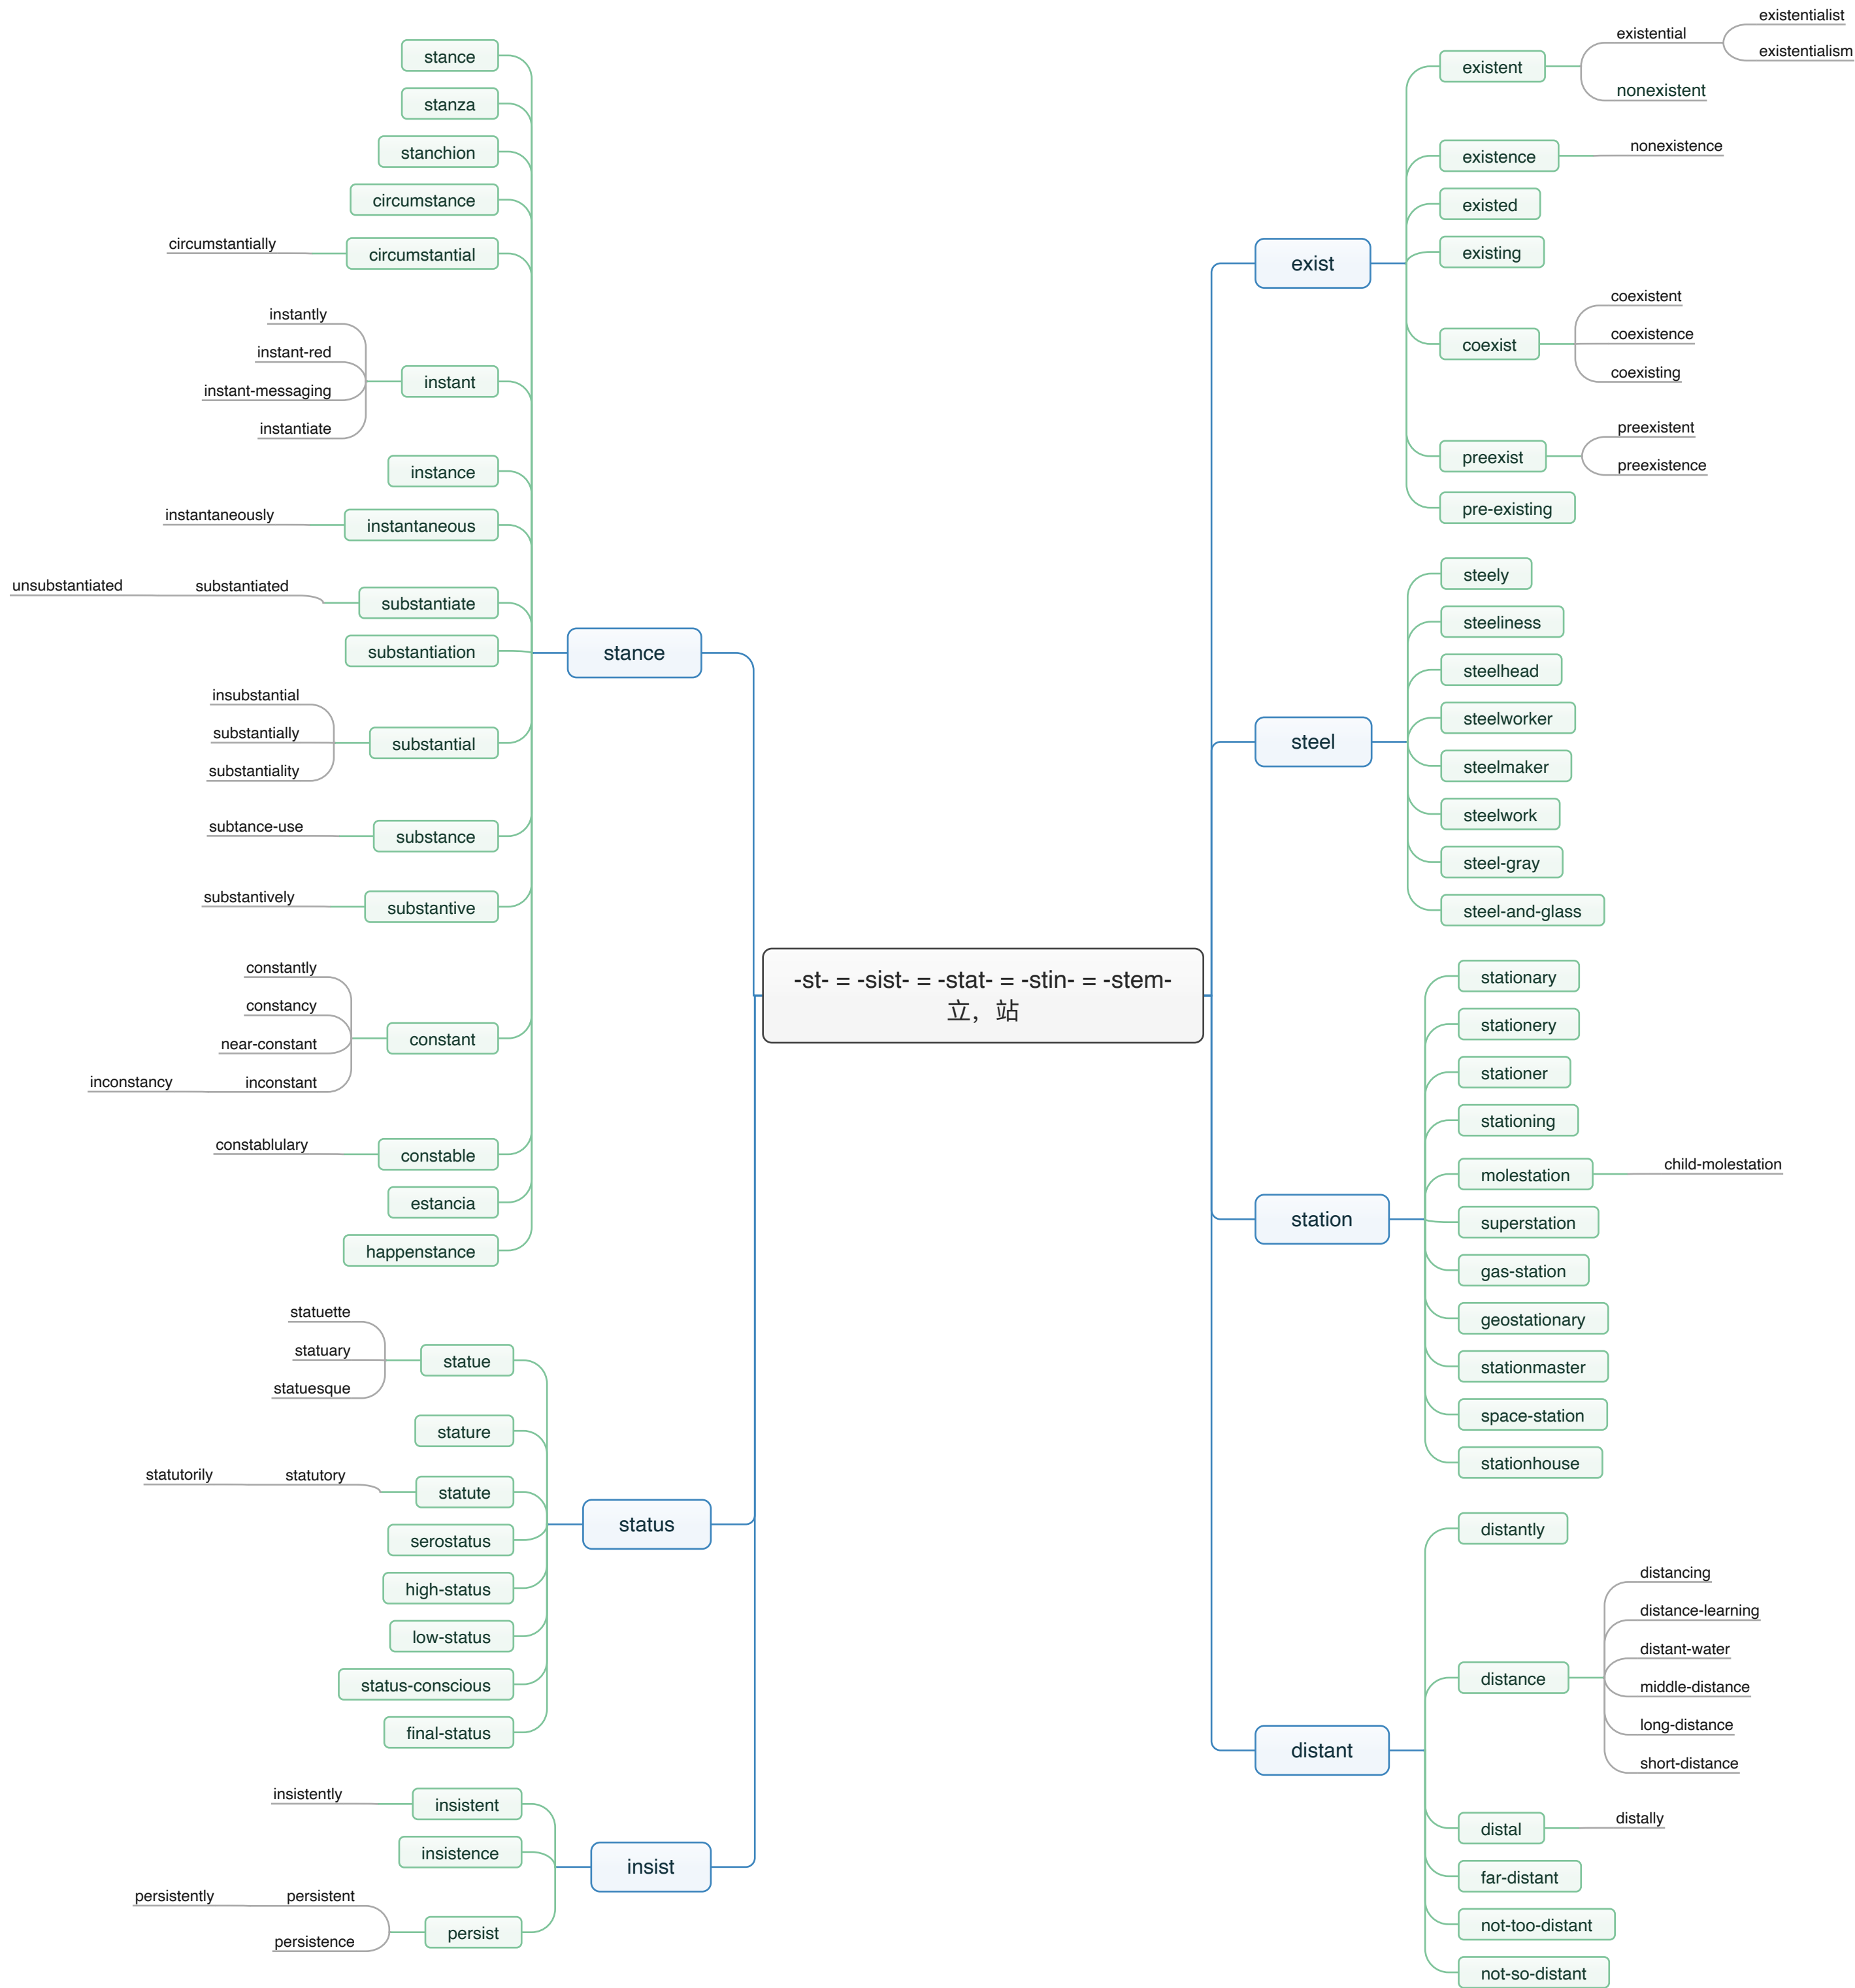 -st- = -sist- = -stat- = -stin- = -stem-
立，站
exist
existent
existential
existentialist
existentialism
nonexistent
existence
nonexistence
existed
existing
coexist
coexistent
coexistence
coexisting
preexist
preexistent
preexistence
pre-existing
steel
steely
steeliness
steelhead
steelworker
steelmaker
steelwork
steel-gray
steel-and-glass
station
stationary
stationery
stationer
stationing
molestation
child-molestation
superstation
gas-station
geostationary
stationmaster
space-station
stationhouse
distant
distantly
distance
distancing
distance-learning
distant-water
middle-distance
long-distance
short-distance
distal
distally
far-distant
not-too-distant
not-so-distant
stance
stance
stanza
stanchion
circumstance
circumstantial
circumstantially
instant
instantly
instant-red
instant-messaging
instantiate
instance
instantaneous
instantaneously
substantiate
substantiated
unsubstantiated
substantiation
substantial
insubstantial
substantially
substantiality
substance
subtance-use
substantive
substantively
constant
constantly
constancy
near-constant
inconstant
inconstancy
constable
constablulary
estancia
happenstance
status
statue
statuette
statuary
statuesque
stature
statute
statutory
statutorily
serostatus
high-status
low-status
status-conscious
final-status
insist
insistent
insistently
insistence
persist
persistent
persistently
persistence